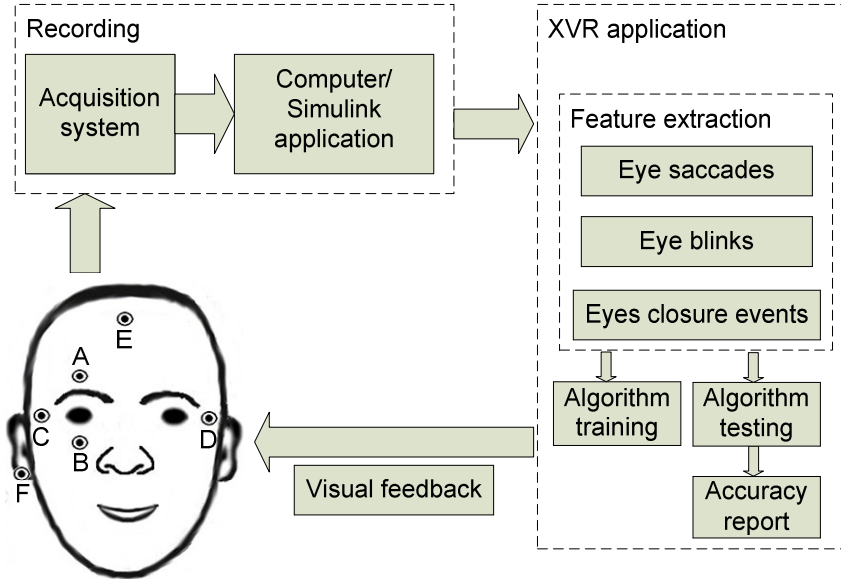 Recording
Acquisition
system
Computer/
Simulink
application
XVR application
Feature extraction
Eye saccades
Eye blinks
Eyes closure events
Algorithm
training
Algorithm
testing
Accuracy
report
Visual feedback
E
A
C
B
D
F